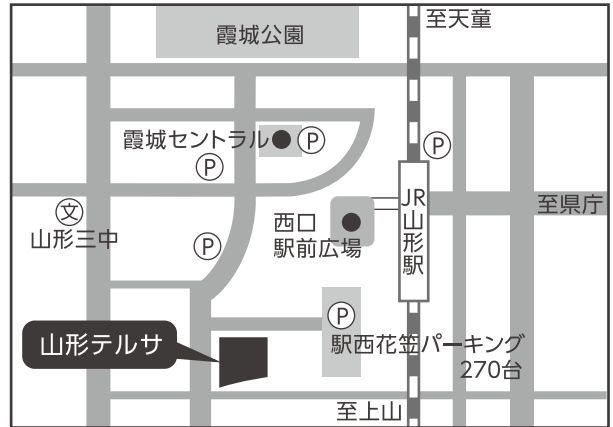 至天童
霞城公園
霞城セントラル
P
P
P
文
山形三中
P
西口
駅前広場
JR
山形駅
至県庁
P
駅西花笠パーキング
270台
山形テルサ
至上山